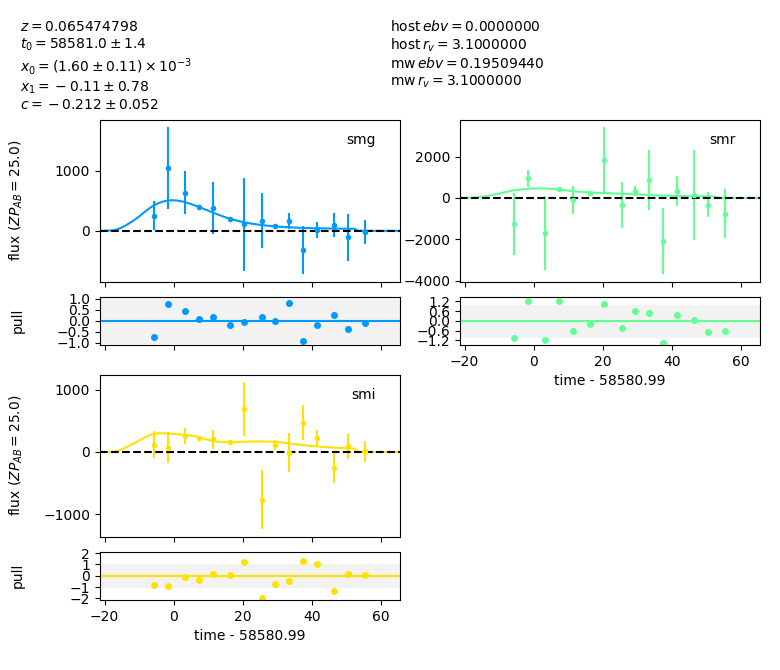 z = 0.065474798
t₀ = 58581.0 ± 1.4
x₀ = (1.60 ± 0.11) × 10⁻³
x₁ = −0.11 ± 0.78
c = −0.212 ± 0.052
host ebv = 0.0000000
host r_v = 3.1000000
mw ebv = 0.19509440
mw r_v = 3.1000000
smg
flux (ZP_AB = 25.0)
1000
0
smr
2000
0
−2000
−4000
pull
1.0
0.5
0.0
−0.5
−1.0
1.2
0.6
0.0
−0.6
−1.2
−20 0 20 40 60
time - 58580.99
smi
flux (ZP_AB = 25.0)
1000
0
−1000
pull
2
1
0
−1
−2
−20 0 20 40 60
time - 58580.99